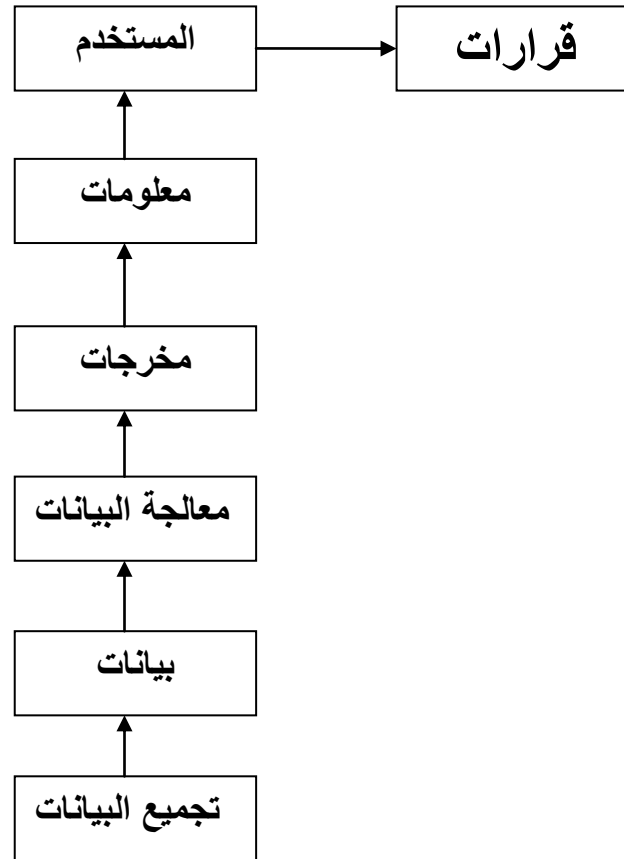 المستخدم
قرارات
معلومات
مخرجات
معالجة البيانات
بيانات
تجميع البيانات